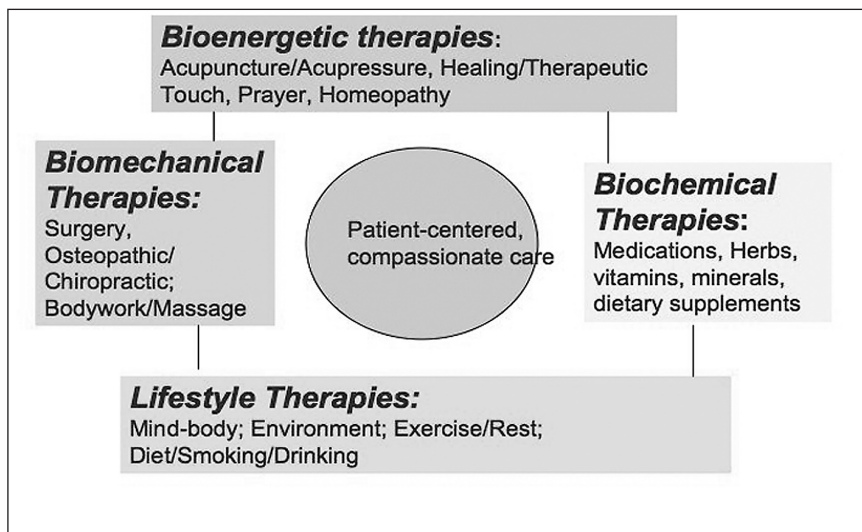 Bioenergetic therapies:
Acupuncture/Acupressure, Healing/Therapeutic
Touch, Prayer, Homeopathy
Biomechanical
Therapies:
Surgery,
Osteopathic/
Chiropractic;
Bodywork/Massage
Patient-centered,
compassionate care
Biochemical
Therapies:
Medications, Herbs,
vitamins, minerals,
dietary supplements
Lifestyle Therapies:
Mind-body; Environment; Exercise/Rest;
Diet/Smoking/Drinking